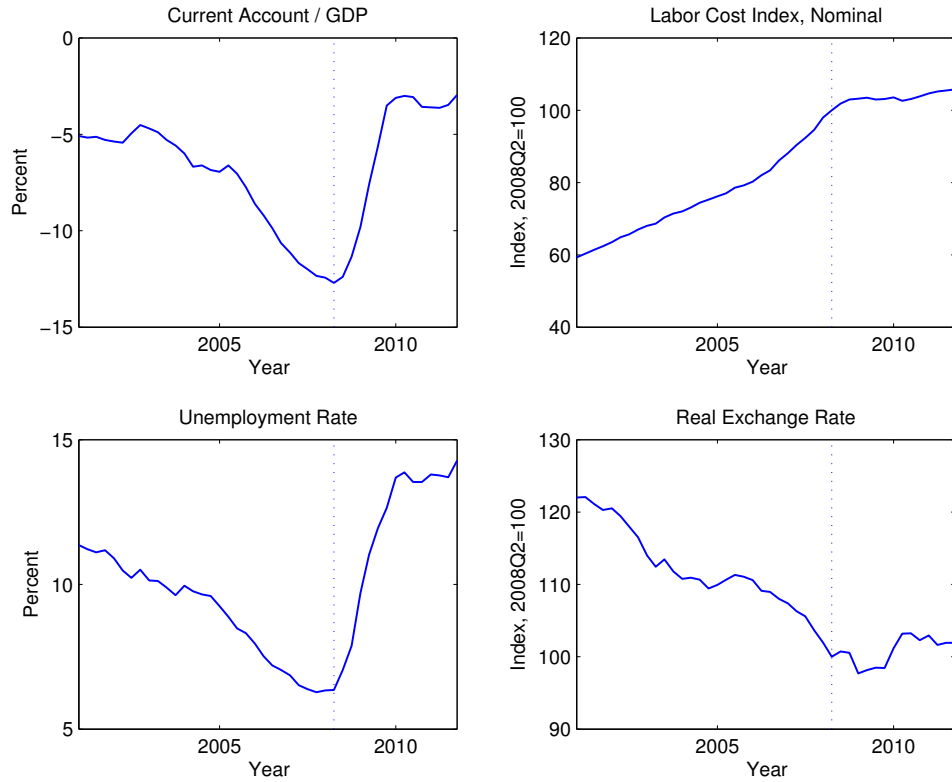 Current Account / GDP
Percent
0
−5
−10
−15
2005
2010
Year
Labor Cost Index, Nominal
Index, 2008Q2=100
120
100
80
60
40
2005
2010
Year
Unemployment Rate
Percent
15
10
5
2005
2010
Year
Real Exchange Rate
Index, 2008Q2=100
130
120
110
100
90
2005
2010
Year